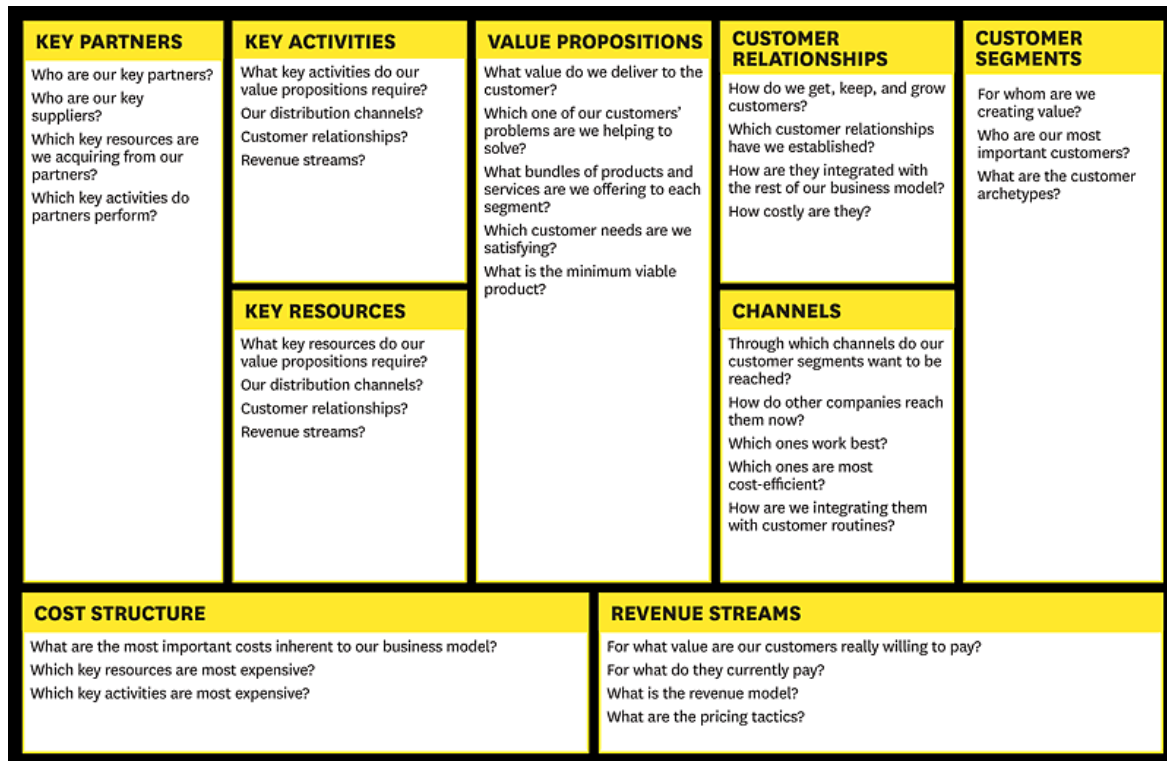 KEY PARTNERS
Who are our key partners?
Who are our key
suppliers?
Which key resources are
we acquiring from our
partners?
Which key activities do
partners perform?
KEY ACTIVITIES
What key activities do our
value propositions require?
Our distribution channels?
Customer relationships?
Revenue streams?
KEY RESOURCES
What key resources do our
value propositions require?
Our distribution channels?
Customer relationships?
Revenue streams?
VALUE PROPOSITIONS
What value do we deliver to the
customer?
Which one of our customers’
problems are we helping to
solve?
What bundles of products and
services are we offering to each
segment?
Which customer needs are we
satisfying?
What is the minimum viable
product?
CUSTOMER
RELATIONSHIPS
How do we get, keep, and grow
customers?
Which customer relationships
have we established?
How are they integrated with
the rest of our business model?
How costly are they?
CHANNELS
Through which channels do our
customer segments want to be
reached?
How do other companies reach
them now?
Which ones work best?
Which ones are most
cost-efficient?
How are we integrating them
with customer routines?
CUSTOMER
SEGMENTS
For whom are we
creating value?
Who are our most
important customers?
What are the customer
archetypes?
COST STRUCTURE
What are the most important costs inherent to our business model?
Which key resources are most expensive?
Which key activities are most expensive?
REVENUE STREAMS
For what value are our customers really willing to pay?
For what do they currently pay?
What is the revenue model?
What are the pricing tactics?